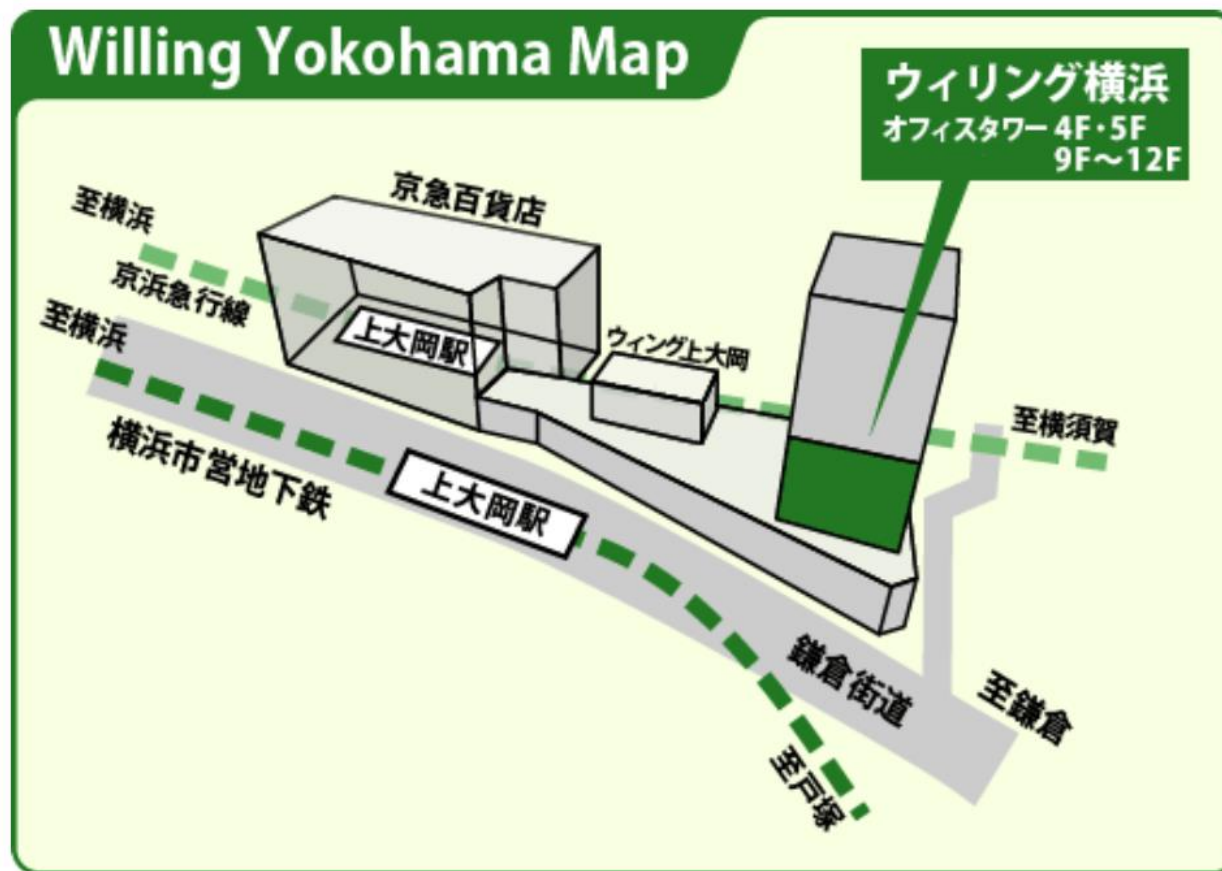 Willing Yokohama Map
ウィリング横浜
オフィスタワー 4F・5F
9F～12F
京急百貨店
至横浜
京浜急行線
至横浜
上大岡駅
ウィング上大岡
至横須賀
横浜市営地下鉄
上大岡駅
鎌倉街道
至鎌倉
至戸塚